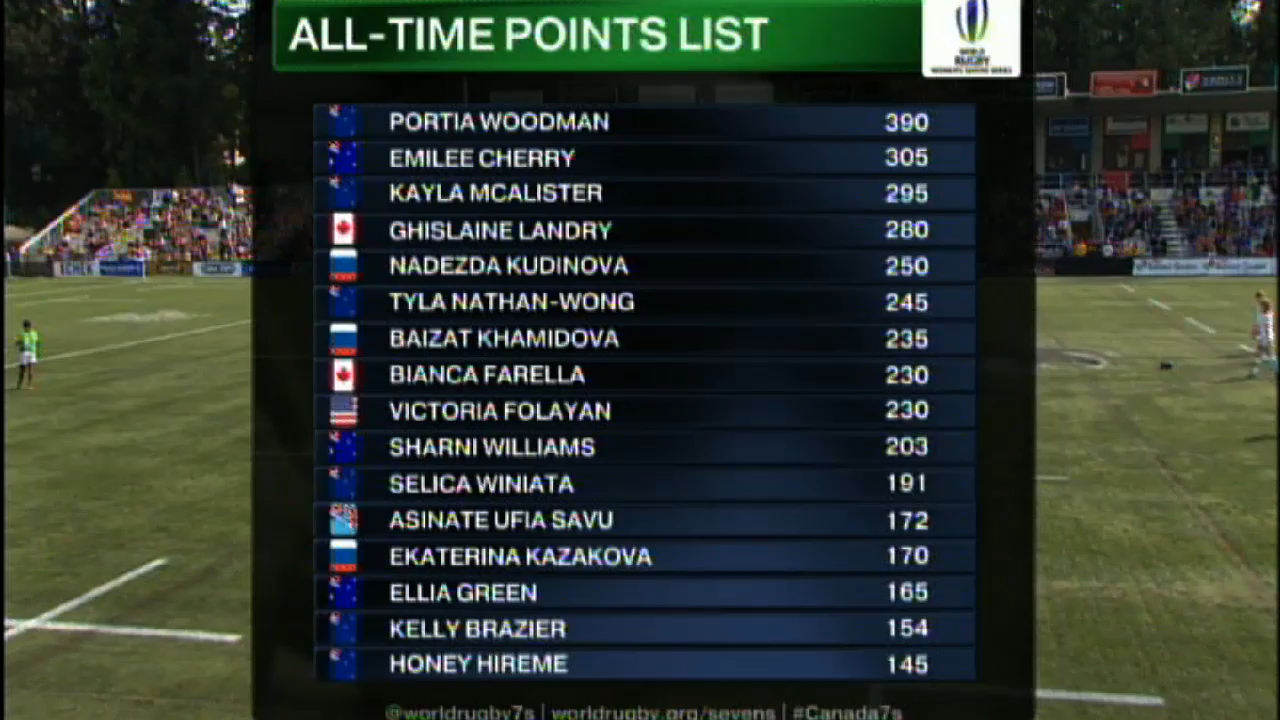 ALL-TIME POINTS LIST
WORLD
RUGBY
PORTIA WOODMAN 390
EMILEE CHERRY 305
KAYLA MCALISTER 295
GHISLAINE LANDRY 280
NADEZDA KUDINOVA 250
TYLA NATHAN-WONG 245
BAIZAT KHAMIDOVA 235
BIANCA FARELLA 230
VICTORIA FOLAYAN 230
SHARNI WILLIAMS 203
SELICA WINIATA 191
ASINATE UFIA SAVU 172
EKATERINA KAZAKOVA 170
ELLIA GREEN 165
KELLY BRAZIER 154
HONEY HIREME 145
@worldrugby7s | worldrugby.org/sevens | #Canada7s